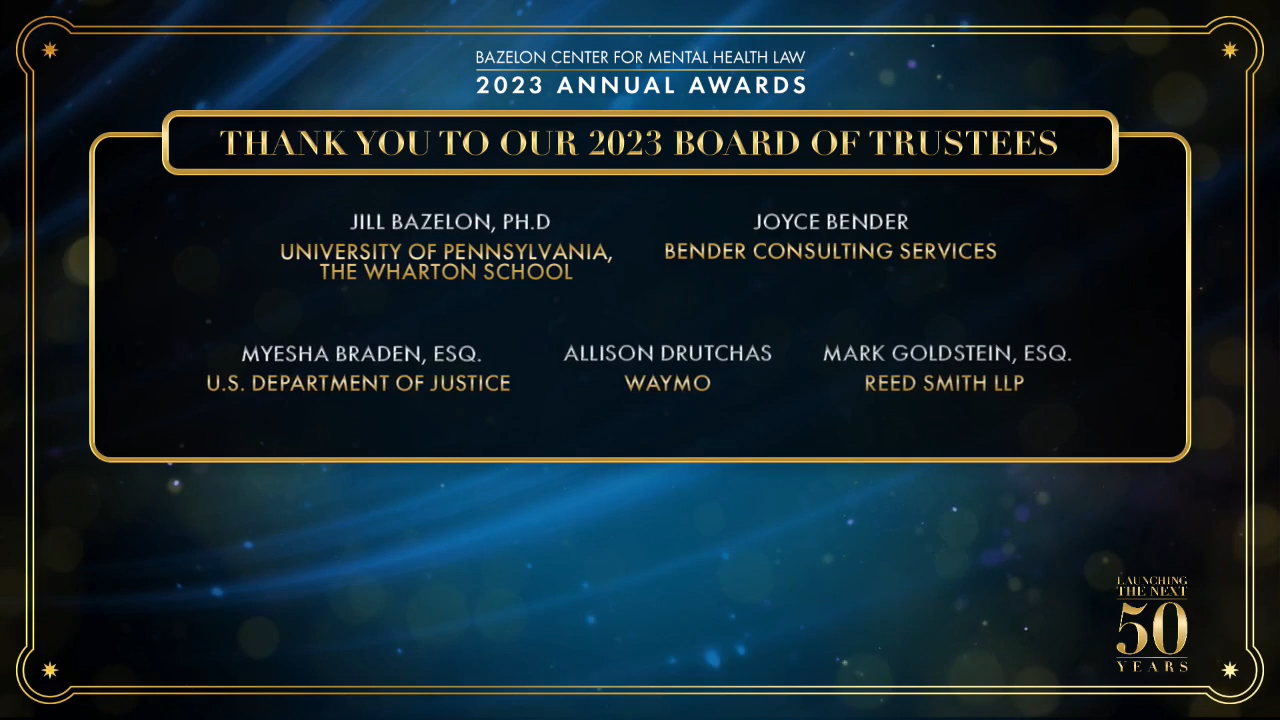 BAZELON CENTER FOR MENTAL HEALTH LAW
2023 ANNUAL AWARDS
THANK YOU TO OUR 2023 BOARD OF TRUSTEES
JILL BAZELON, PH.D
UNIVERSITY OF PENNSYLVANIA,
THE WHARTON SCHOOL
JOYCE BENDER
BENDER CONSULTING SERVICES
MYESHA BRADEN, ESQ.
U.S. DEPARTMENT OF JUSTICE
ALLISON DRUTCHAS
WAYMO
MARK GOLDSTEIN, ESQ.
REED SMITH LLP
LAUNCHING
THE NEXT
50
YEARS